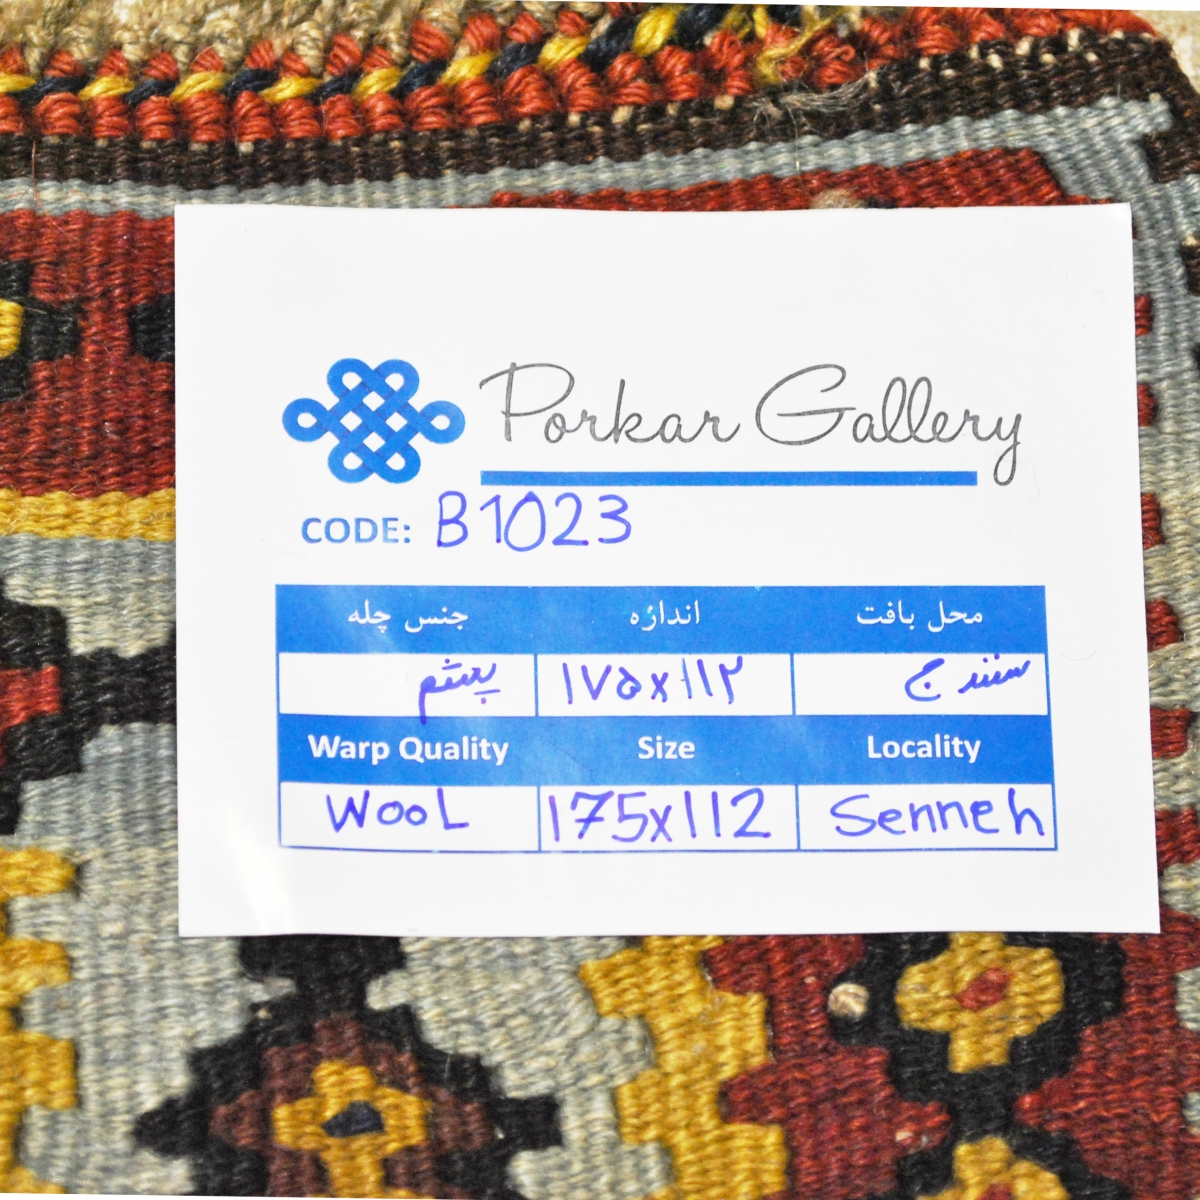 Porkar Gallery
CODE: B1023
محل بافت اندازه جنس چله
سنندج ۱۷۵x۱۱۲ پشم
Warp Quality Size Locality
WooL 175x112 Senneh